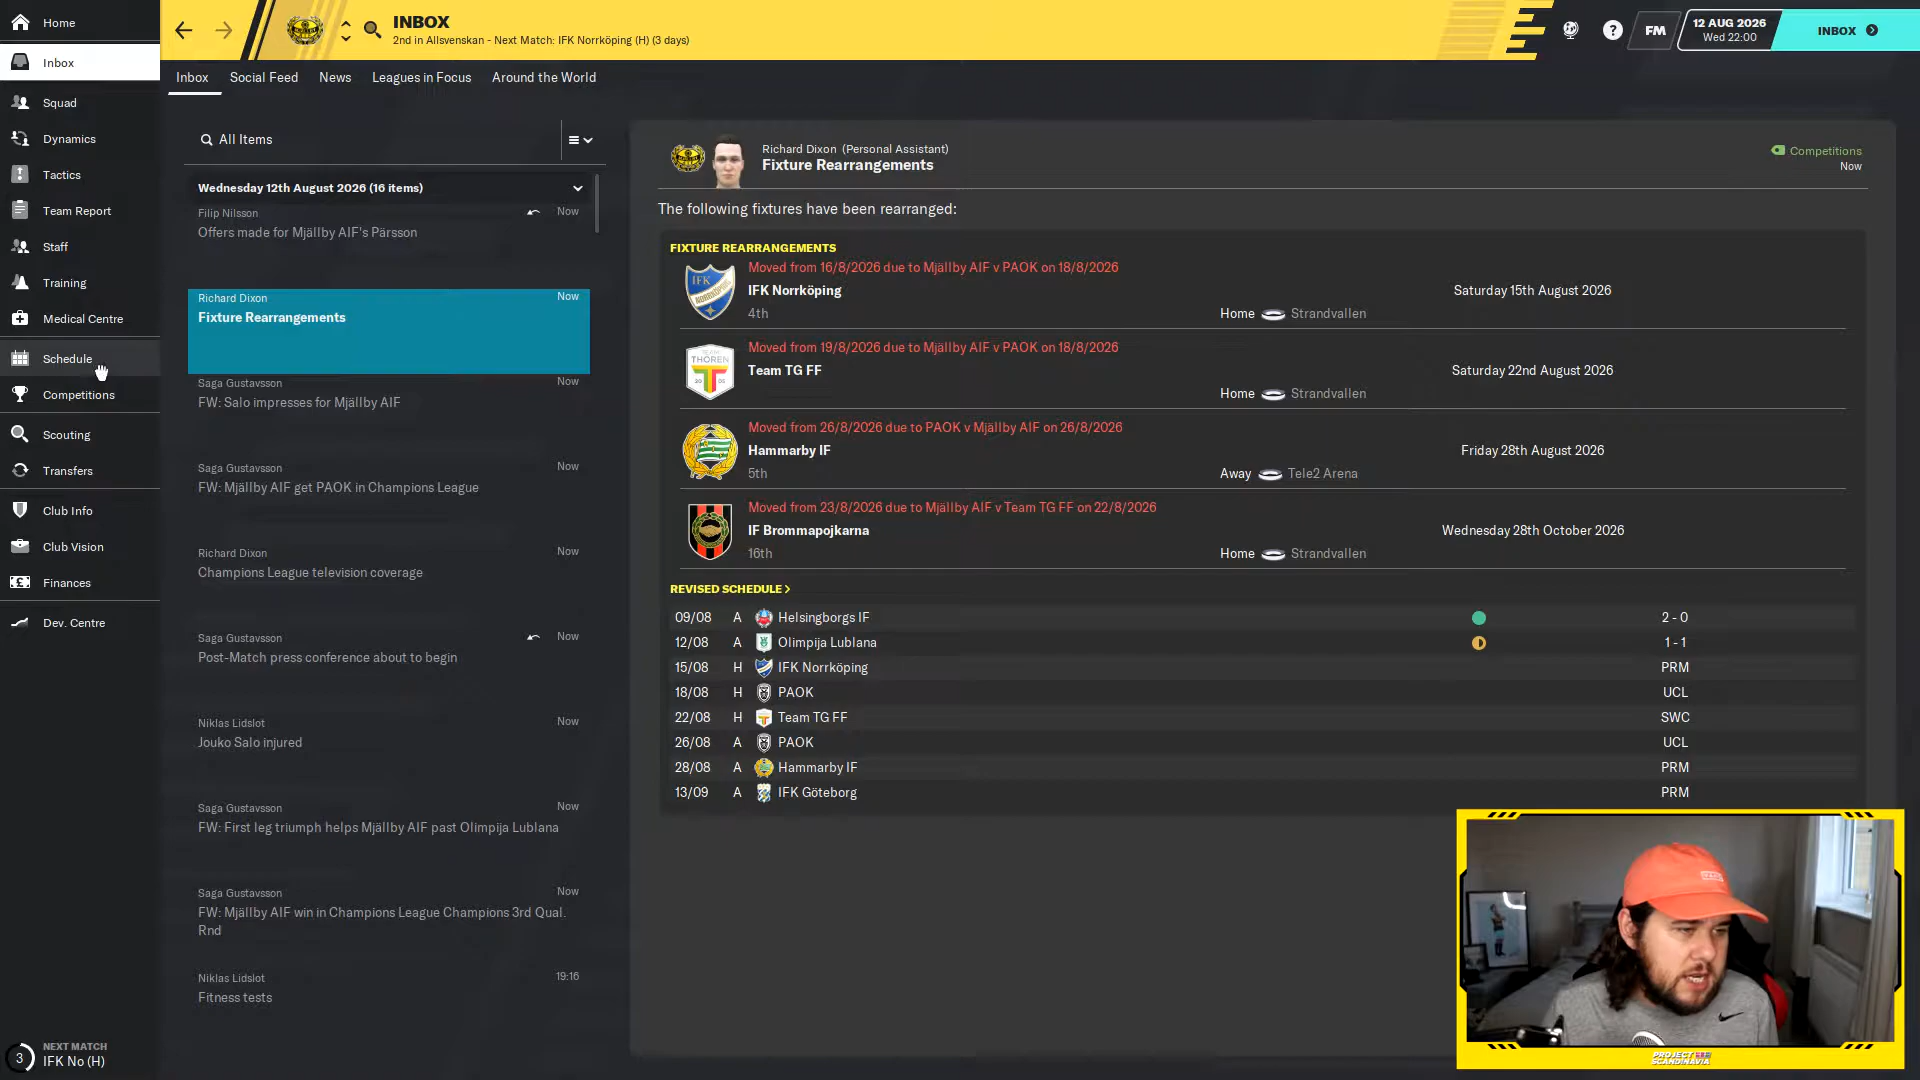 Home
Inbox
Squad
Dynamics
Tactics
Team Report
Staff
Training
Medical Centre
Schedule
Competitions
Scouting
Transfers
Club Info
Club Vision
Finances
Dev. Centre
3
NEXT MATCH
IFK No (H)
INBOX
2nd in Allsvenskan - Next Match: IFK Norrköping (H) (3 days)
?
FM
12 AUG 2026
Wed 22:00
INBOX
Inbox Social Feed News Leagues in Focus Around the World
All Items
Wednesday 12th August 2026 (16 items)
Filip Nilsson Now
Offers made for Mjällby AIF's Pärsson
Richard Dixon Now
Fixture Rearrangements
Saga Gustavsson Now
FW: Salo impresses for Mjällby AIF
Saga Gustavsson Now
FW: Mjällby AIF get PAOK in Champions League
Richard Dixon Now
Champions League television coverage
Saga Gustavsson Now
Post-Match press conference about to begin
Niklas Lidslot Now
Jouko Salo injured
Saga Gustavsson Now
FW: First leg triumph helps Mjällby AIF past Olimpija Lublana
Saga Gustavsson Now
FW: Mjällby AIF win in Champions League Champions 3rd Qual.
Rnd
Niklas Lidslot 19:16
Fitness tests
Richard Dixon (Personal Assistant)
Fixture Rearrangements
Competitions
Now
The following fixtures have been rearranged:
FIXTURE REARRANGEMENTS
Moved from 16/8/2026 due to Mjällby AIF v PAOK on 18/8/2026
IFK Norrköping Saturday 15th August 2026
4th Home Strandvallen
Moved from 19/8/2026 due to Mjällby AIF v PAOK on 18/8/2026
Team TG FF Saturday 22nd August 2026
Home Strandvallen
Moved from 26/8/2026 due to PAOK v Mjällby AIF on 26/8/2026
Hammarby IF Friday 28th August 2026
5th Away Tele2 Arena
Moved from 23/8/2026 due to Mjällby AIF v Team TG FF on 22/8/2026
IF Brommapojkarna Wednesday 28th October 2026
16th Home Strandvallen
REVISED SCHEDULE >
09/08 A Helsingborgs IF 2 - 0
12/08 A Olimpija Lublana 1 - 1
15/08 H IFK Norrköping PRM
18/08 H PAOK UCL
22/08 H Team TG FF SWC
26/08 A PAOK UCL
28/08 A Hammarby IF PRM
13/09 A IFK Göteborg PRM
PROJECT
SCANDINAVIA